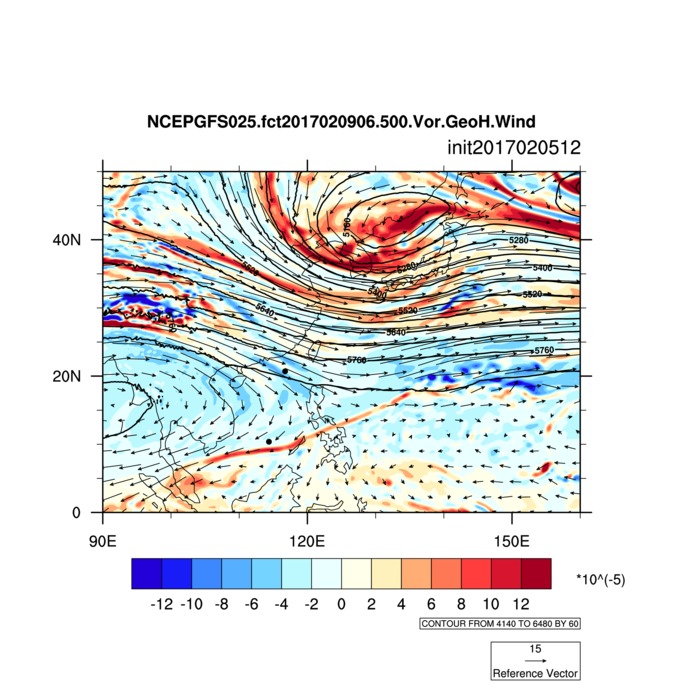 NCEPGFS025.fct2017020906.500.Vor.GeoH.Wind
init2017020512
40N
20N
0
90E 120E 150E
5280
5400
5520
5640
5760
5760
5640
5520
5400
5280
5640
5760
-12 -10 -8 -6 -4 -2 0 2 4 6 8 10 12
*10^(-5)
CONTOUR FROM 4140 TO 6480 BY 60
15
Reference Vector